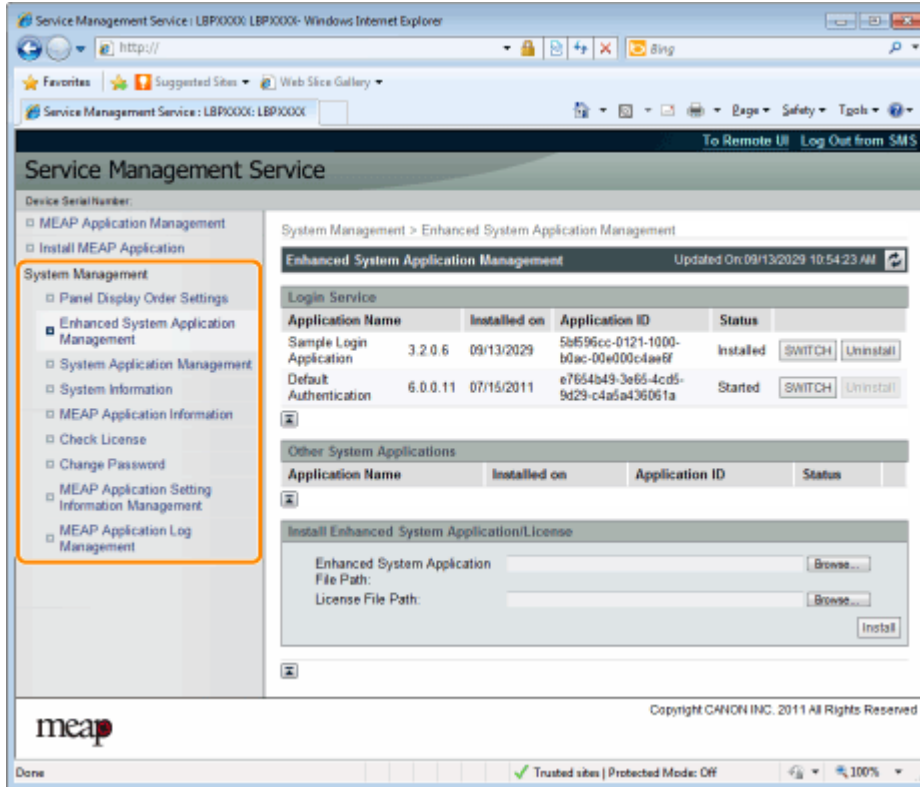 Service Management Service : LBPXXXX: LBPXXXX- Windows Internet Explorer
http://
Bing
Favorites
Suggested Sites
Web Slice Gallery
Service Management Service : LBPXXXX: LBPXXXX
Page
Safety
Tools
To Remote UI Log Out from SMS
Service Management Service
Device Serial Number:
MEAP Application Management
Install MEAP Application
System Management
Panel Display Order Settings
Enhanced System Application
Management
System Application Management
System Information
MEAP Application Information
Check License
Change Password
MEAP Application Setting
Information Management
MEAP Application Log
Management
System Management > Enhanced System Application Management
Enhanced System Application Management Updated On:09/13/2029 10:54:23 AM
Login Service
Application Name Installed on Application ID Status
Sample Login
Application 3.2.0.6 09/13/2029 5bf596cc-0121-1000-
b0ac-00e000c4ae6f Installed SWITCH Uninstall
Default
Authentication 6.0.0.11 07/15/2011 e7654b49-3e65-4cd5-
9d29-c4a5a436061a Started SWITCH Uninstall
Other System Applications
Application Name Installed on Application ID Status
Install Enhanced System Application/License
Enhanced System Application
File Path: Browse...
License File Path: Browse...
Install
Copyright CANON INC. 2011 All Rights Reserved
meap
Done
Trusted sites | Protected Mode: Off
100%